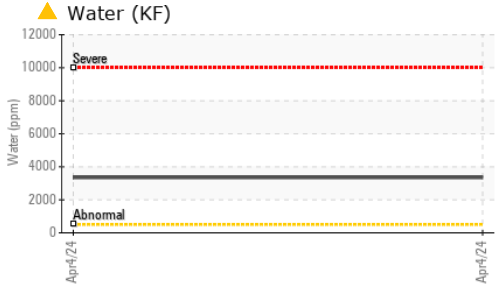 Water (KF)
12000
10000
8000
6000
4000
2000
0
Water (ppm)
Severe
Abnormal
Apr4/24
Apr4/24